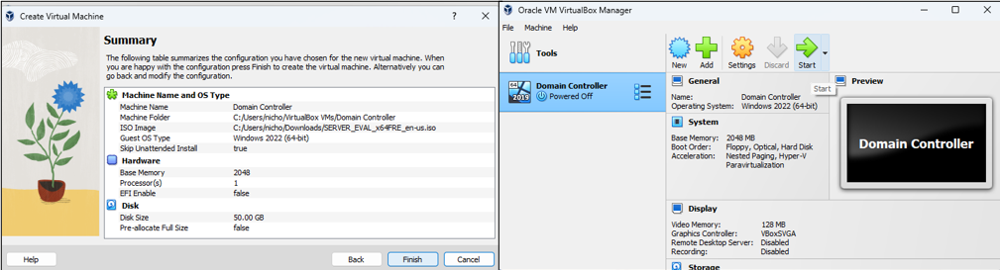 Create Virtual Machine
Summary
The following table summarizes the configuration you have chosen for the new virtual machine. When
you are happy with the configuration press Finish to create the virtual machine. Alternatively you can
go back and modify the configuration.
Machine Name and OS Type
Machine Name Domain Controller
Machine Folder C:/Users/nicho/VirtualBox VMs/Domain Controller
ISO Image C:/Users/nicho/Downloads/SERVER_EVAL_x64FRE_en-us.iso
Guest OS Type Windows 2022 (64-bit)
Skip Unattended Install true
Hardware
Base Memory 2048
Processor(s) 1
EFI Enable false
Disk
Disk Size 50.00 GB
Pre-allocate Full Size false
Help Back Finish Cancel
Oracle VM VirtualBox Manager
File Machine Help
Tools
New Add Settings Discard Start
Start
64
2019
Domain Controller
Powered Off
General
Name: Domain Controller
Operating System: Windows 2022 (64-bit)
System
Base Memory: 2048 MB
Boot Order: Floppy, Optical, Hard Disk
Acceleration: Nested Paging, Hyper-V
Paravirtualization
Preview
Domain Controller
Display
Video Memory: 128 MB
Graphics Controller: VBoxSVGA
Remote Desktop Server: Disabled
Recording: Disabled
Storage